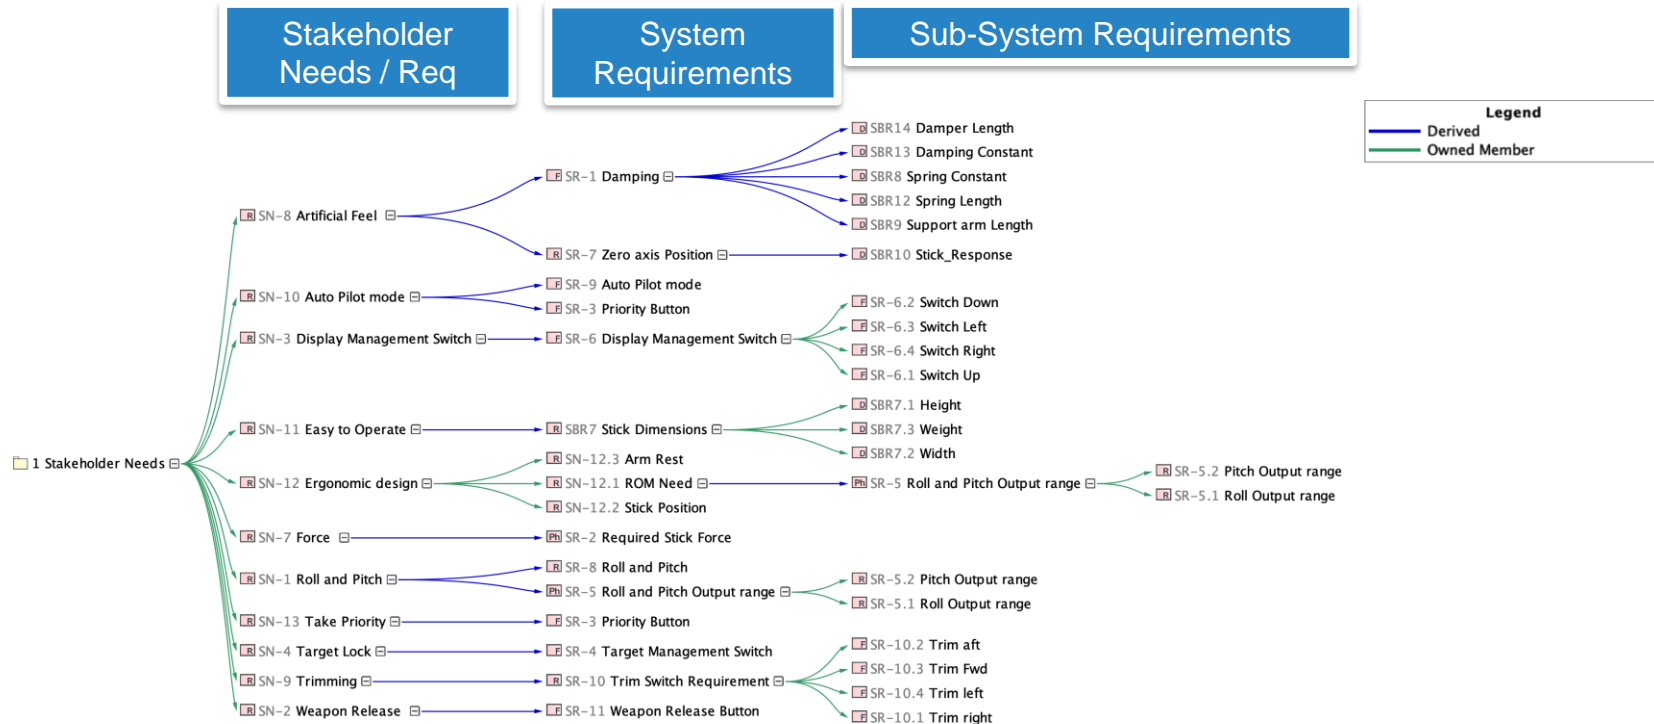 Stakeholder
Needs / Req
System
Requirements
Sub-System Requirements
Legend
Derived
Owned Member
D SBR14 Damper Length
D SBR13 Damping Constant
F SR-1 Damping
D SBR8 Spring Constant
D SBR12 Spring Length
R SN-8 Artificial Feel
D SBR9 Support arm Length
R SR-7 Zero axis Position
D SBR10 Stick_Response
F SR-9 Auto Pilot mode
R SN-10 Auto Pilot mode
F SR-6.2 Switch Down
F SR-3 Priority Button
F SR-6.3 Switch Left
R SN-3 Display Management Switch
F SR-6 Display Management Switch
F SR-6.4 Switch Right
F SR-6.1 Switch Up
D SBR7.1 Height
R SN-11 Easy to Operate
R SBR7 Stick Dimensions
D SBR7.3 Weight
D SBR7.2 Width
1 Stakeholder Needs
R SN-12.3 Arm Rest
R SR-5.2 Pitch Output range
R SN-12 Ergonomic design
R SN-12.1 ROM Need
Ph SR-5 Roll and Pitch Output range
R SR-5.1 Roll Output range
R SN-12.2 Stick Position
R SN-7 Force
Ph SR-2 Required Stick Force
F SR-8 Roll and Pitch
R SN-1 Roll and Pitch
R SR-5.2 Pitch Output range
Ph SR-5 Roll and Pitch Output range
R SR-5.1 Roll Output range
R SN-13 Take Priority
F SR-3 Priority Button
F SR-10.2 Trim aft
R SN-4 Target Lock
F SR-4 Target Management Switch
F SR-10.3 Trim Fwd
R SN-9 Trimming
R SR-10 Trim Switch Requirement
F SR-10.4 Trim left
R SN-2 Weapon Release
F SR-11 Weapon Release Button
F SR-10.1 Trim right